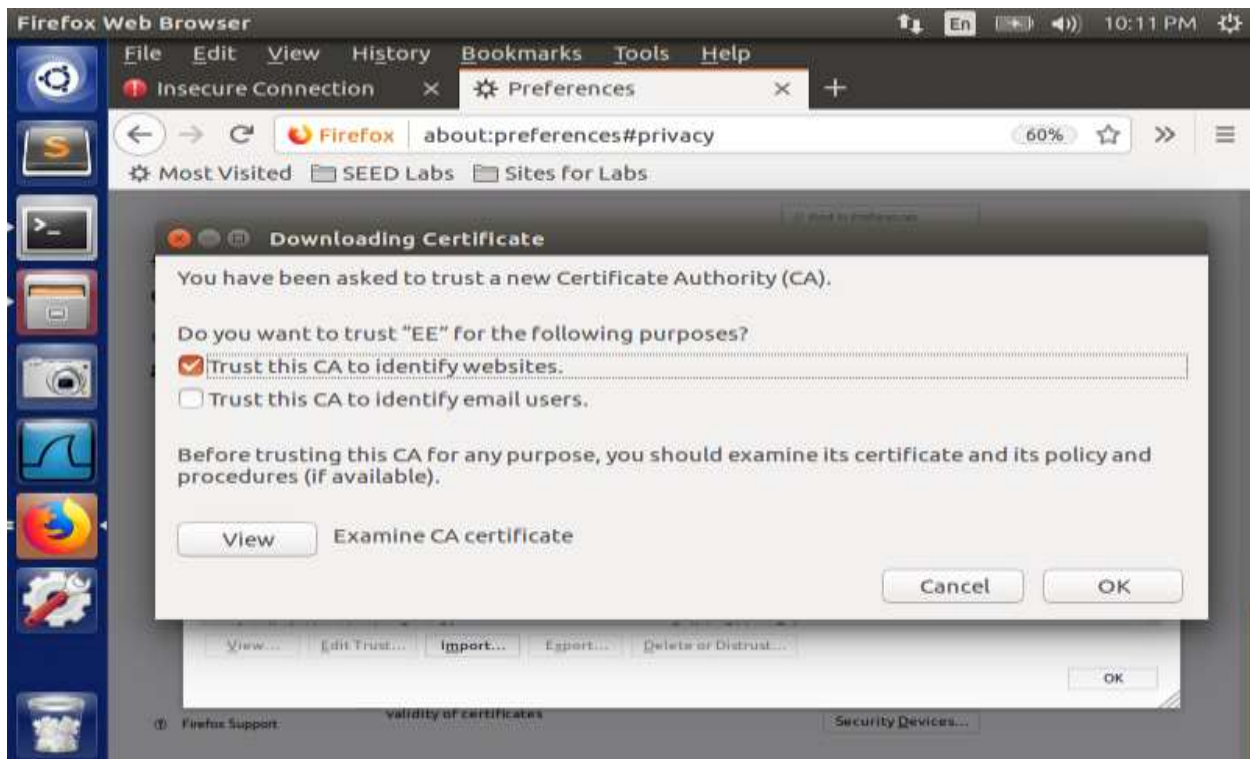 Firefox Web Browser
En
10:11 PM
File Edit View History Bookmarks Tools Help
Insecure Connection
Preferences
Firefox
about:preferences#privacy
60%
Most Visited
SEED Labs
Sites for Labs
Downloading Certificate
You have been asked to trust a new Certificate Authority (CA).
Do you want to trust "EE" for the following purposes?
Trust this CA to identify websites.
Trust this CA to identify email users.
Before trusting this CA for any purpose, you should examine its certificate and its policy and
procedures (if available).
View
Examine CA certificate
Cancel
OK
View...
Edit Trust...
Import...
Export...
Delete or Distrust...
OK
Firefox Support
validity of certificates
Security Devices...